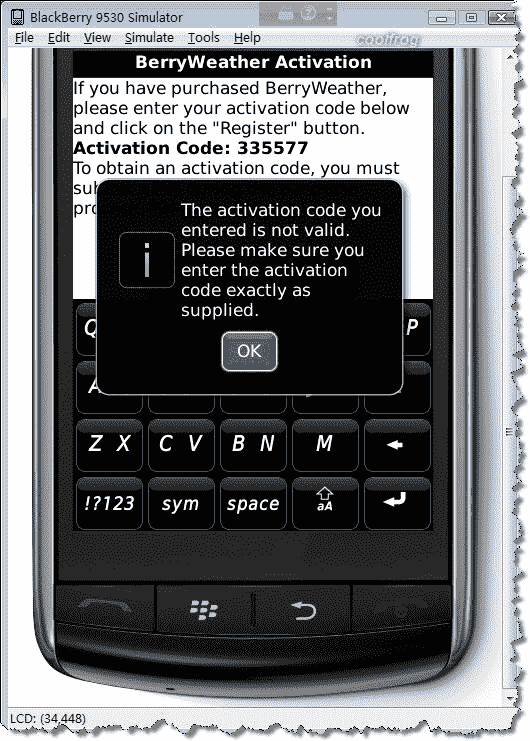 BlackBerry 9530 Simulator
File Edit View Simulate Tools Help
coolfrog
BerryWeather Activation
If you have purchased BerryWeather,
please enter your activation code below
and click on the "Register" button.
Activation Code: 335577
To obtain an activation code, you must
The activation code you
entered is not valid.
Please make sure you
enter the activation
code exactly as
supplied.
OK
Q P
A
Z X C V B N M
!?123 sym space aA
LCD: (34,448)